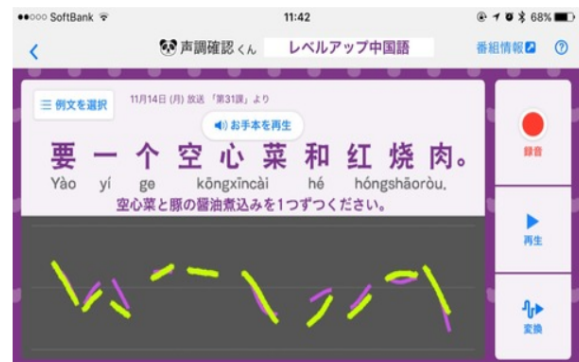 SoftBank 11:42 68%
声調確認くん レベルアップ中国語 番組情報
三 例文を選択 11月14日 (月) 放送 「第31課」より
お手本を再生
要 一 个 空 心 菜 和 红 烧 肉。
Yào yí ge kōngxīncài hé hóngshāoròu.
空心菜と豚の醤油煮込みを1つずつください。
録音
再生
変換